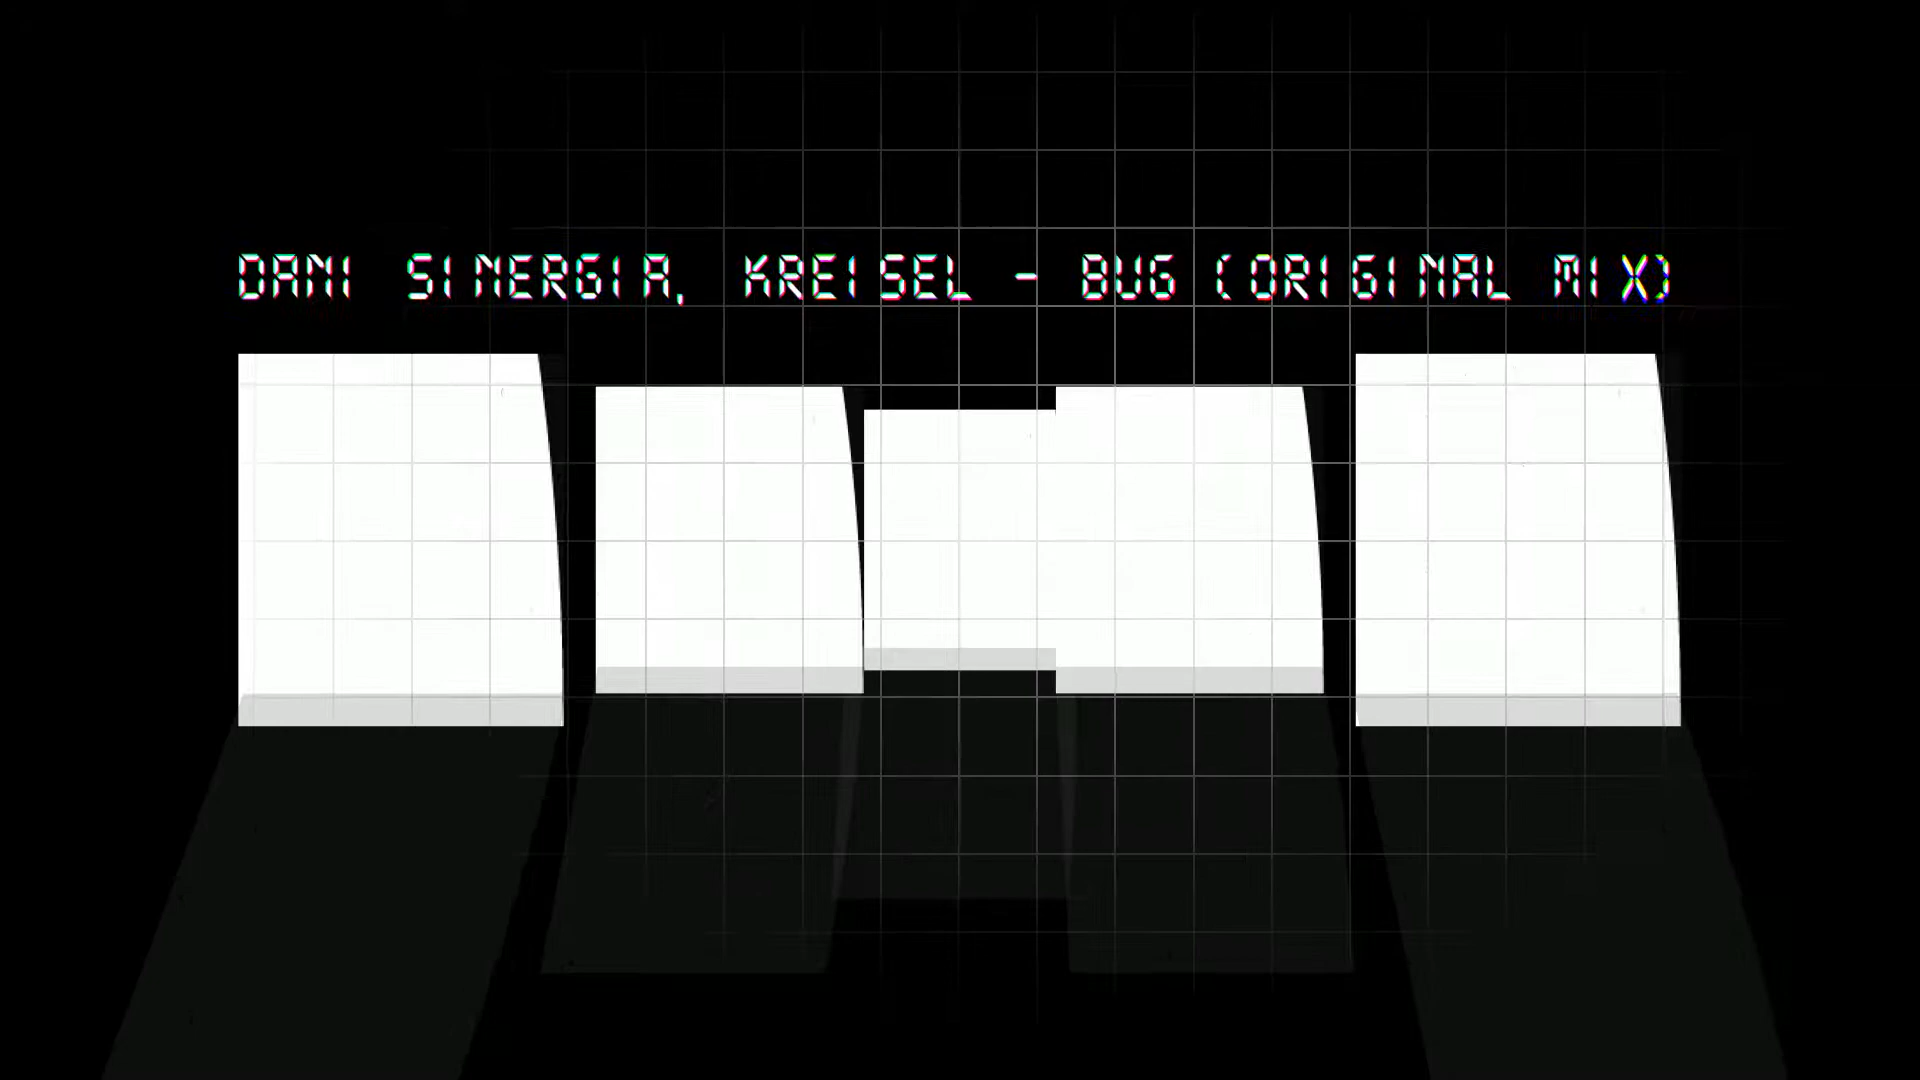 DANI SINERGIA, KREISEL - BUG (ORIGINAL MIX)